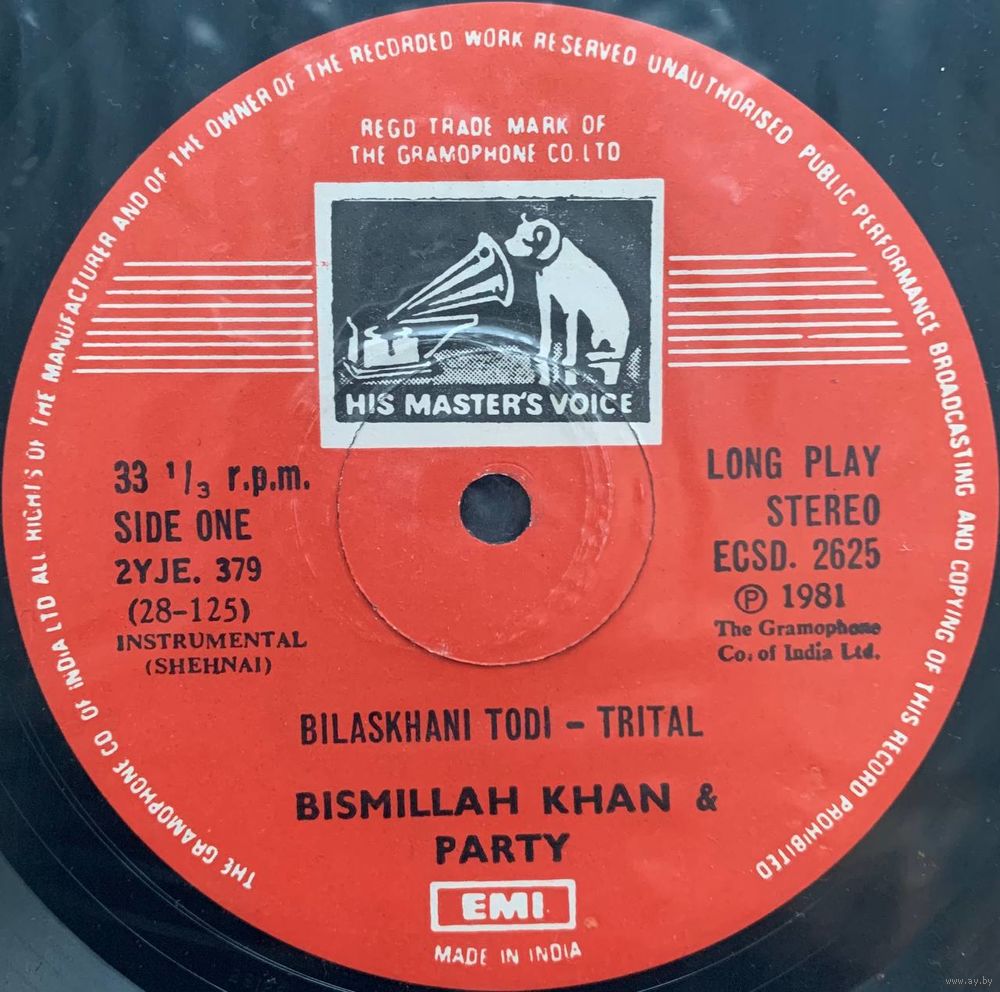 THE GRAMOPHONE CO OF INDIA LTD ALL RIGHTS OF THE MANUFACTURER AND OF THE OWNER OF THE RECORDED WORK RESERVED UNAUTHORISED PUBLIC PERFORMANCE BROADCASTING AND COPYING OF THIS RECORD PROHIBITED
REGD TRADE MARK OF
THE GRAMOPHONE CO. LTD
HIS MASTER'S VOICE
33 1/3 r.p.m.
SIDE ONE
2YJE. 379
(28-125)
INSTRUMENTAL
(SHEHNAI)
LONG PLAY
STEREO
ECSD. 2625
℗ 1981
The Gramophone
Co. of India Ltd.
BILASKHANI TODI – TRITAL
BISMILLAH KHAN &
PARTY
EMI
MADE IN INDIA
www.ay.by